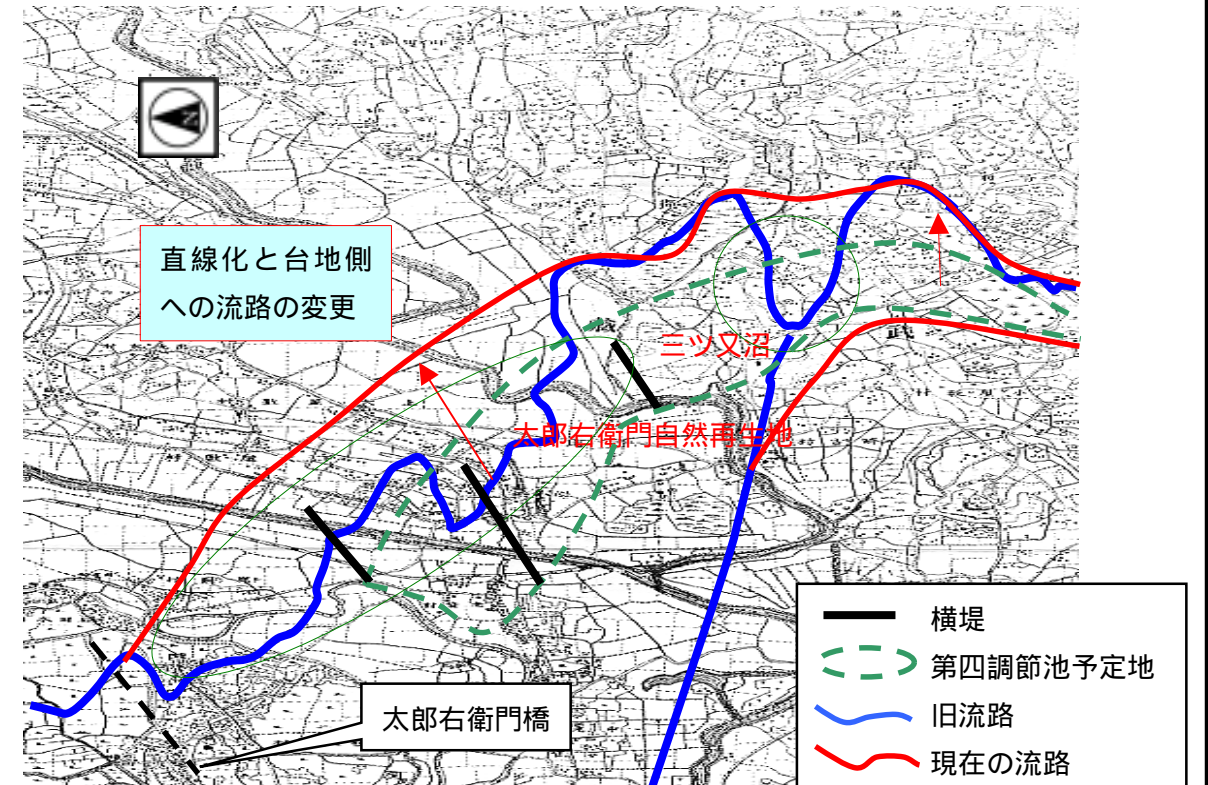 N
直線化と台地側
への流路の変更
三ツ又沼
太郎右衛門自然再生地
太郎右衛門橋
横堤
第四調節池予定地
旧流路
現在の流路